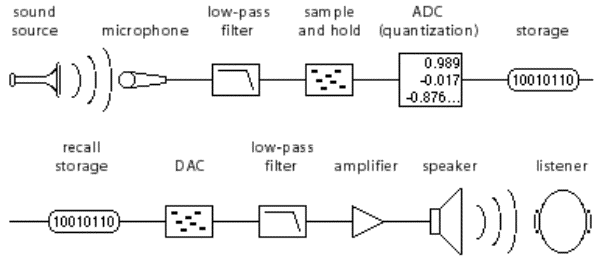 sound source
microphone
low-pass filter
sample and hold
ADC (quantization)
storage
0.989
-0.017
-0.876...
10010110
recall storage
DAC
low-pass filter
amplifier
speaker
listener
10010110